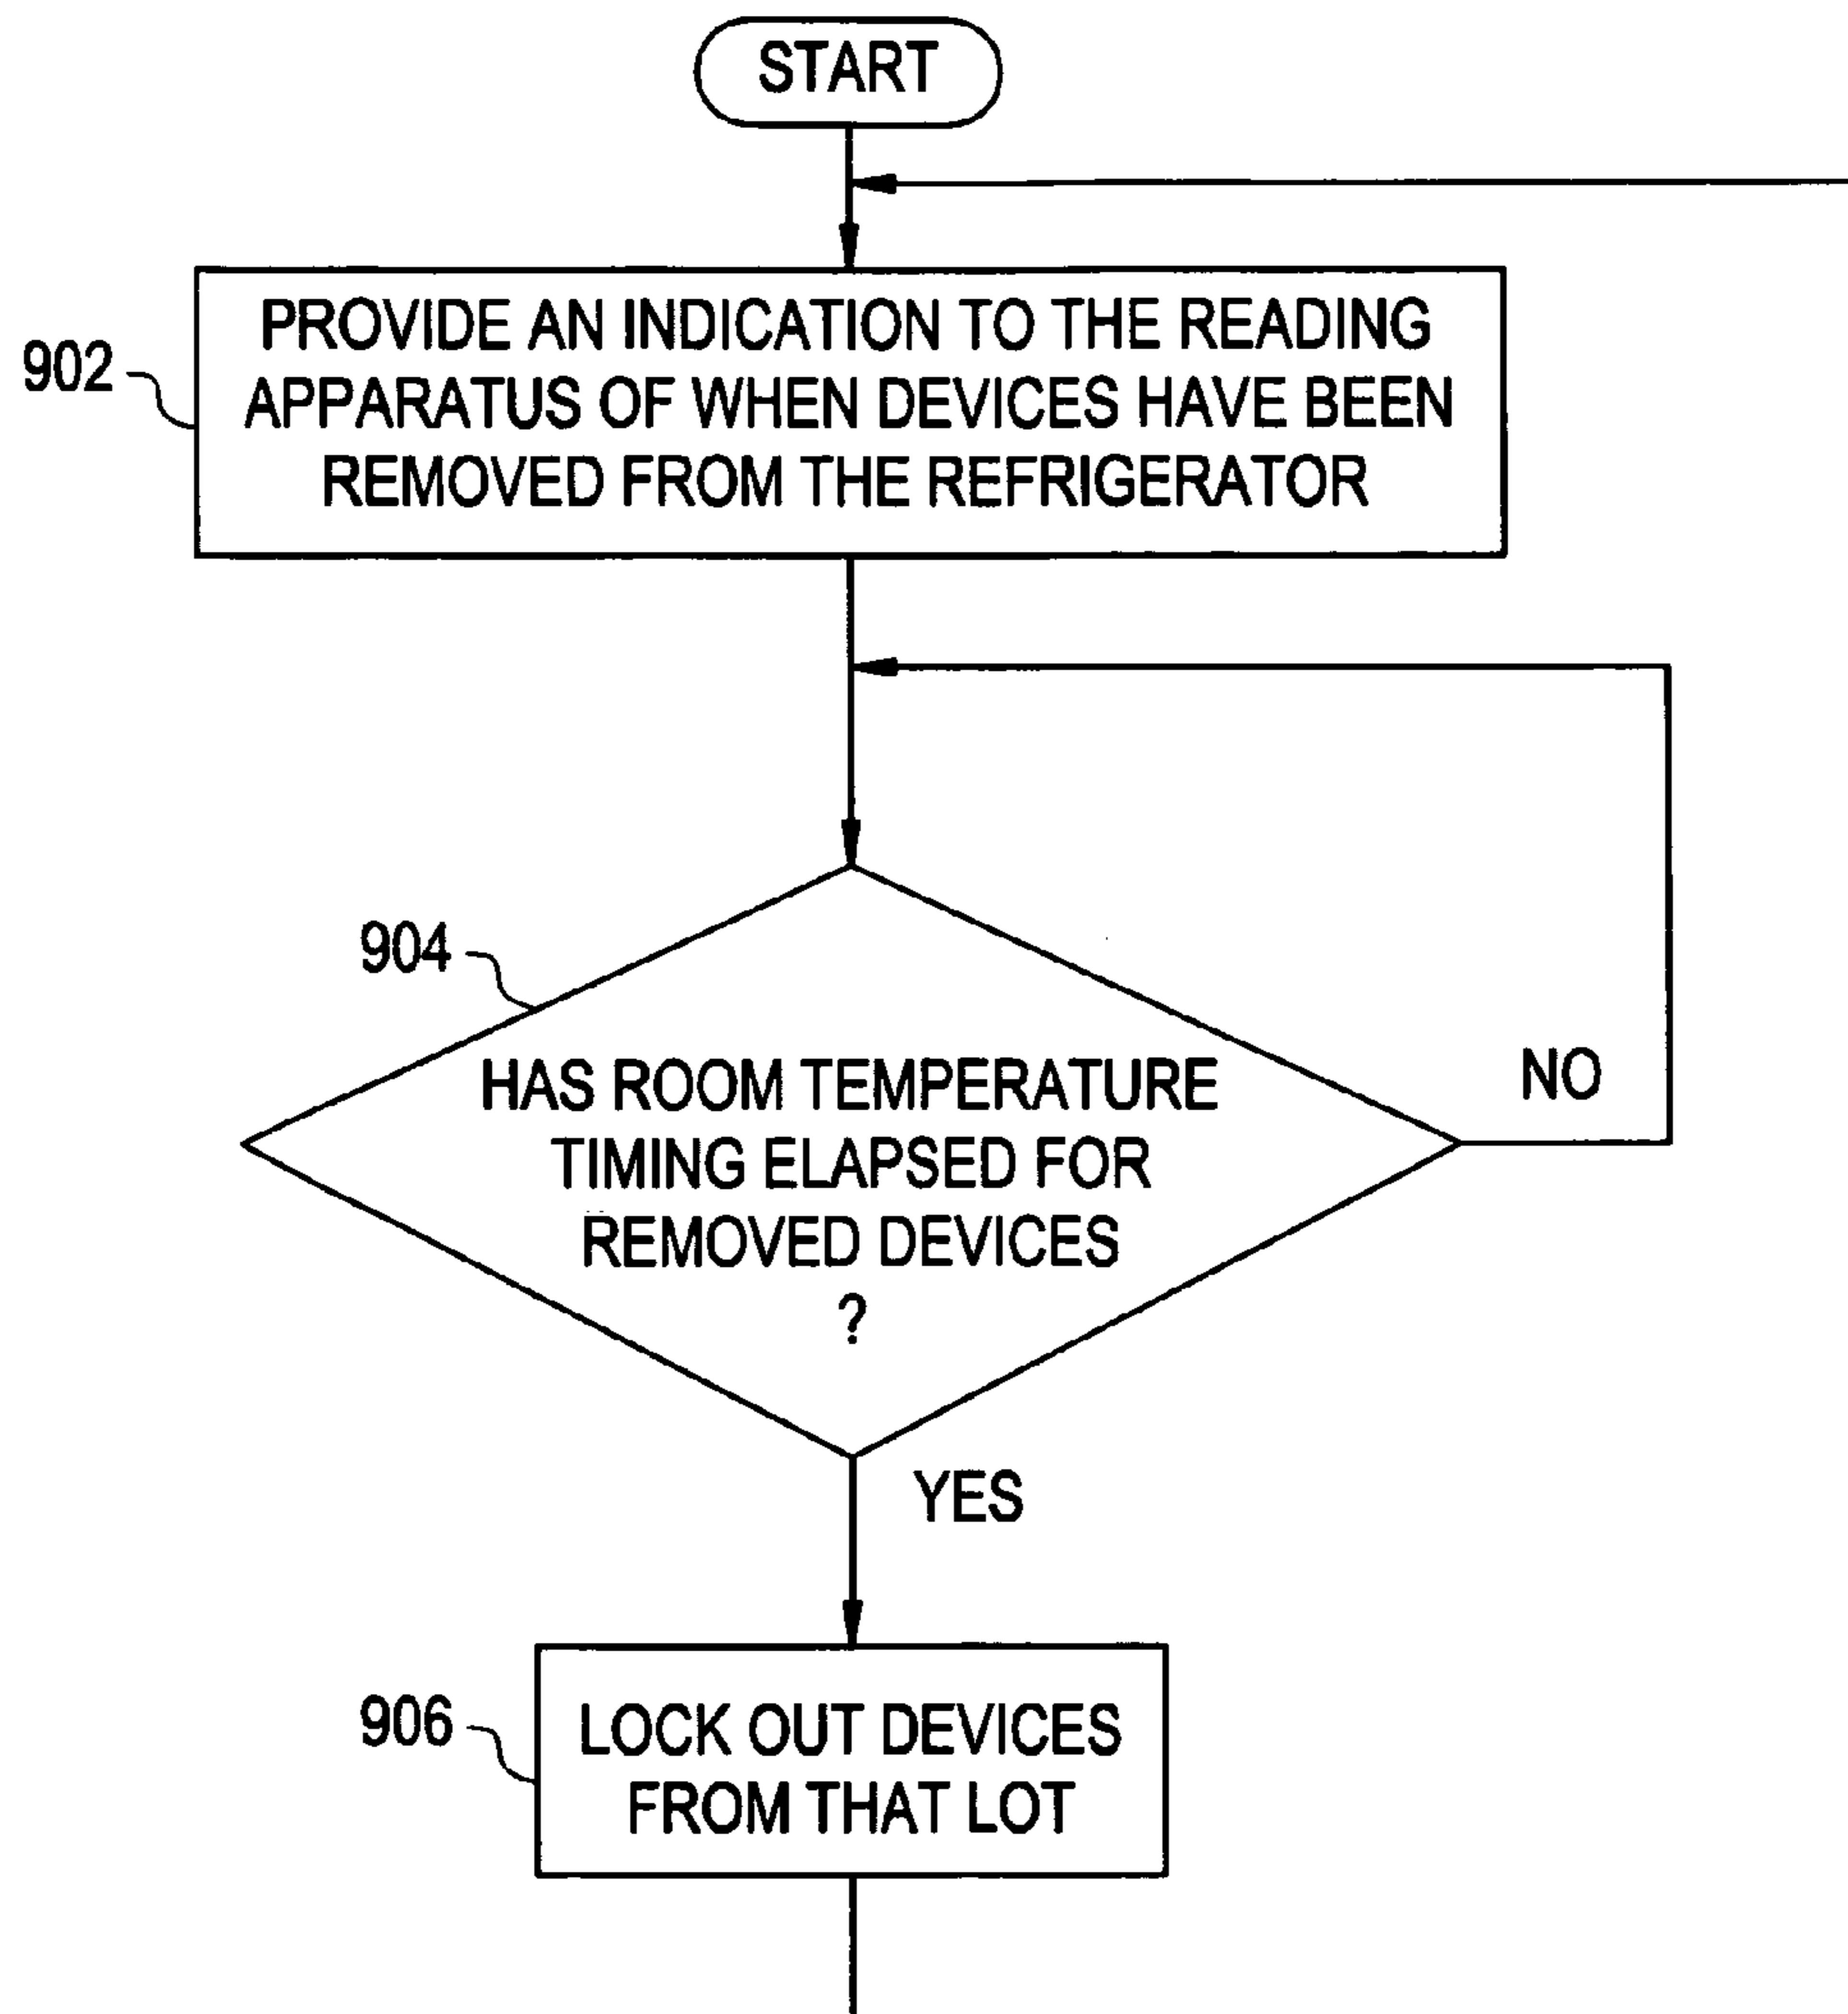 START
902
PROVIDE AN INDICATION TO THE READING
APPARATUS OF WHEN DEVICES HAVE BEEN
REMOVED FROM THE REFRIGERATOR
904
HAS ROOM TEMPERATURE
TIMING ELAPSED FOR
REMOVED DEVICES
?
NO
YES
906
LOCK OUT DEVICES
FROM THAT LOT